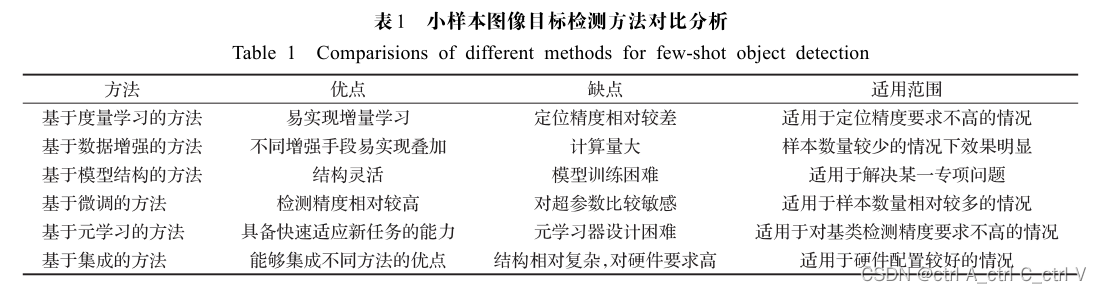 表1 小样本图像目标检测方法对比分析
Table 1 Comparisions of different methods for few-shot object detection
方法 优点 缺点 适用范围
基于度量学习的方法 易实现增量学习 定位精度相对较差 适用于定位精度要求不高的情况
基于数据增强的方法 不同增强手段易实现叠加 计算量大 样本数量较少的情况下效果明显
基于模型结构的方法 结构灵活 模型训练困难 适用于解决某一专项问题
基于微调的方法 检测精度相对较高 对超参数比较敏感 适用于样本数量相对较多的情况
基于元学习的方法 具备快速适应新任务的能力 元学习器设计困难 适用于对基类检测精度要求不高的情况
基于集成的方法 能够集成不同方法的优点 结构相对复杂,对硬件要求高 适用于硬件配置较好的情况
CSDN @ctrl A_ctrl C_ctrl V